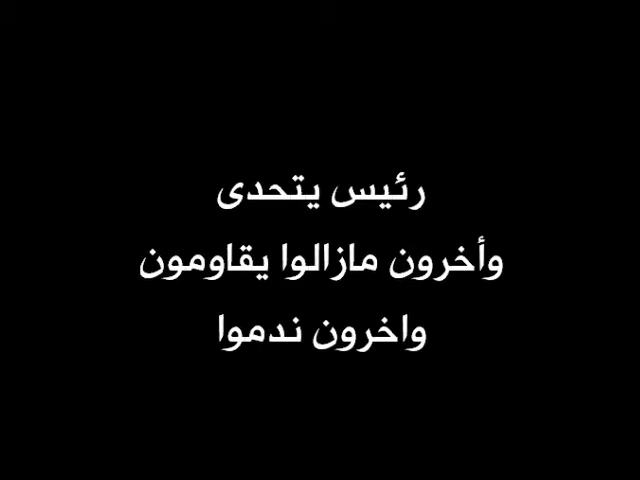 رئيس يتحدى
وأخرون مازالوا يقاومون
واخرون ندموا